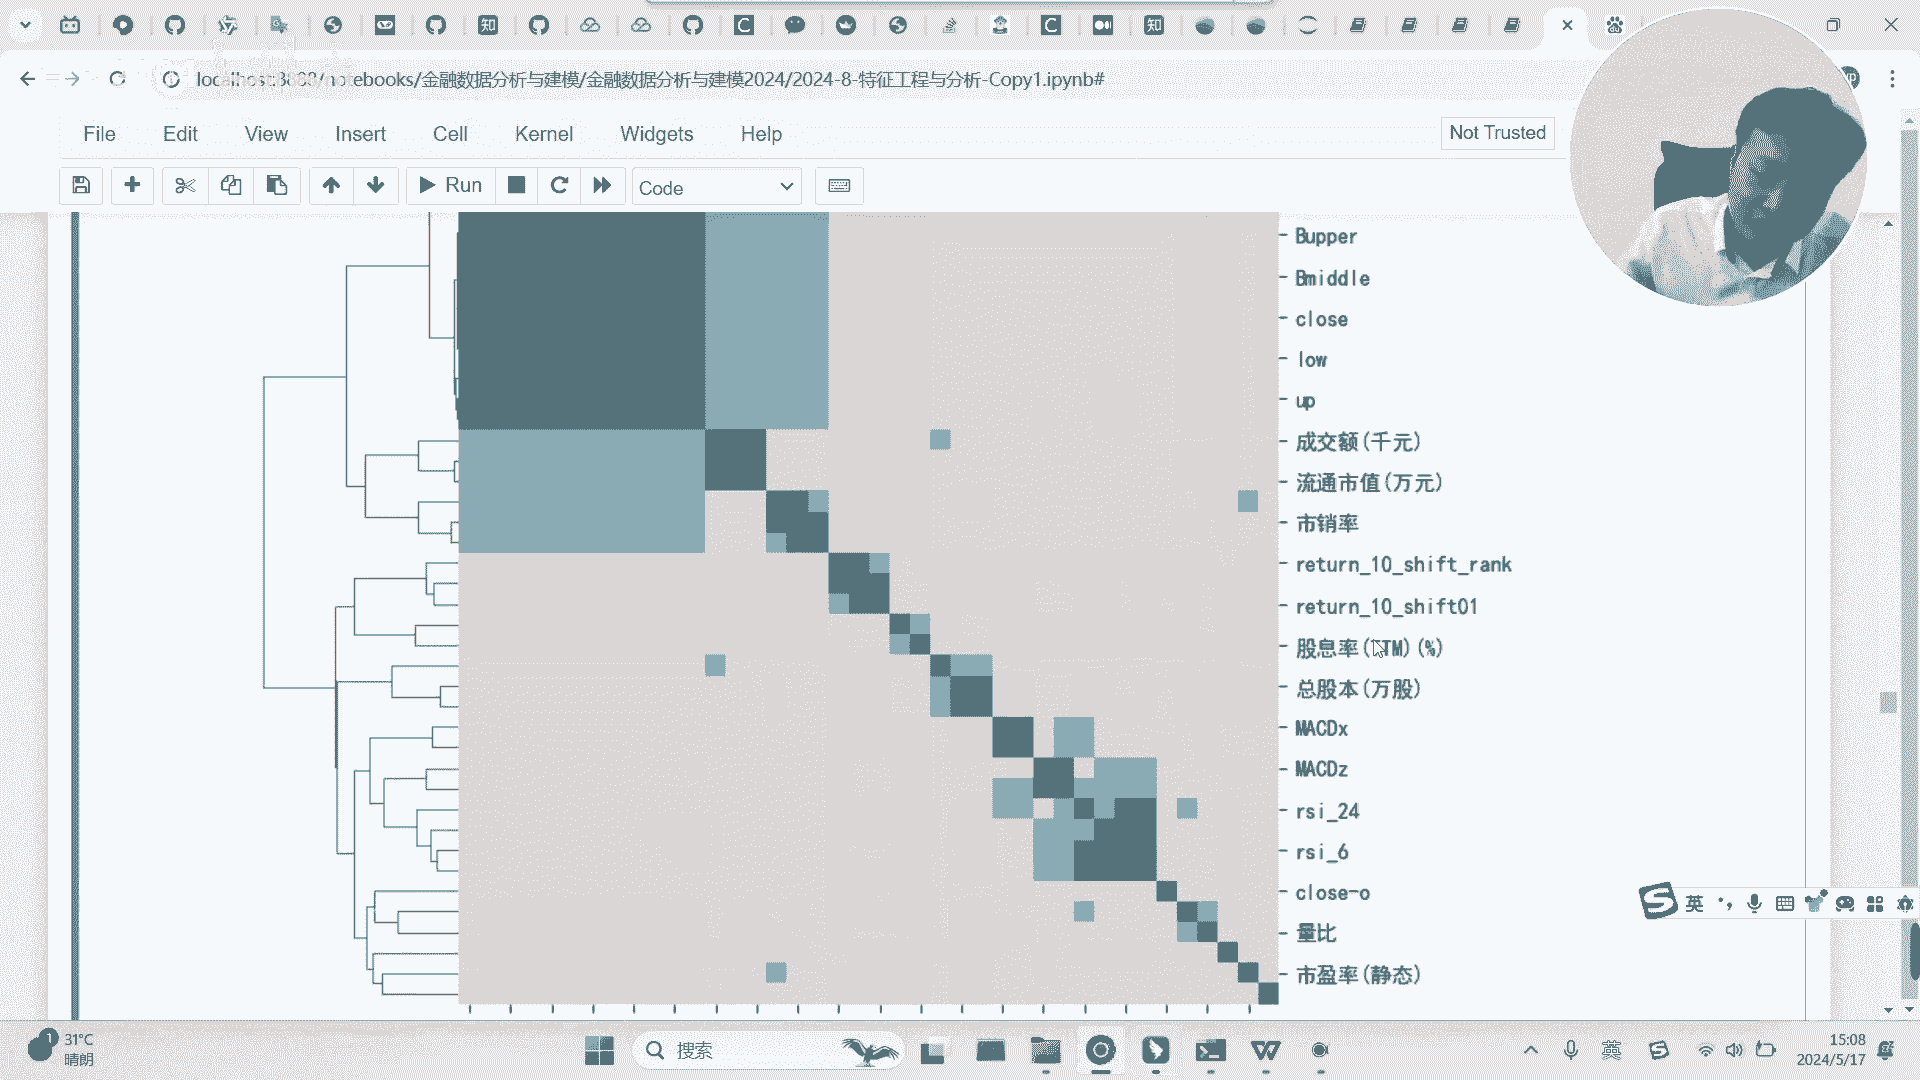 localhost:8888/notebooks/金融数据分析与建模/金融数据分析与建模2024/2024-8-特征工程与分析-Copy1.ipynb#
File Edit View Insert Cell Kernel Widgets Help
Not Trusted
Run
Code
Bupper
Bmiddle
close
low
up
成交额(千元)
流通市值(万元)
市销率
return_10_shift_rank
return_10_shift01
股息率(TTM)(%)
总股本(万股)
MACDx
MACDz
rsi_24
rsi_6
close-o
量比
市盈率(静态)
英
1
31°C
晴朗
搜索
英
15:08
2024/5/17